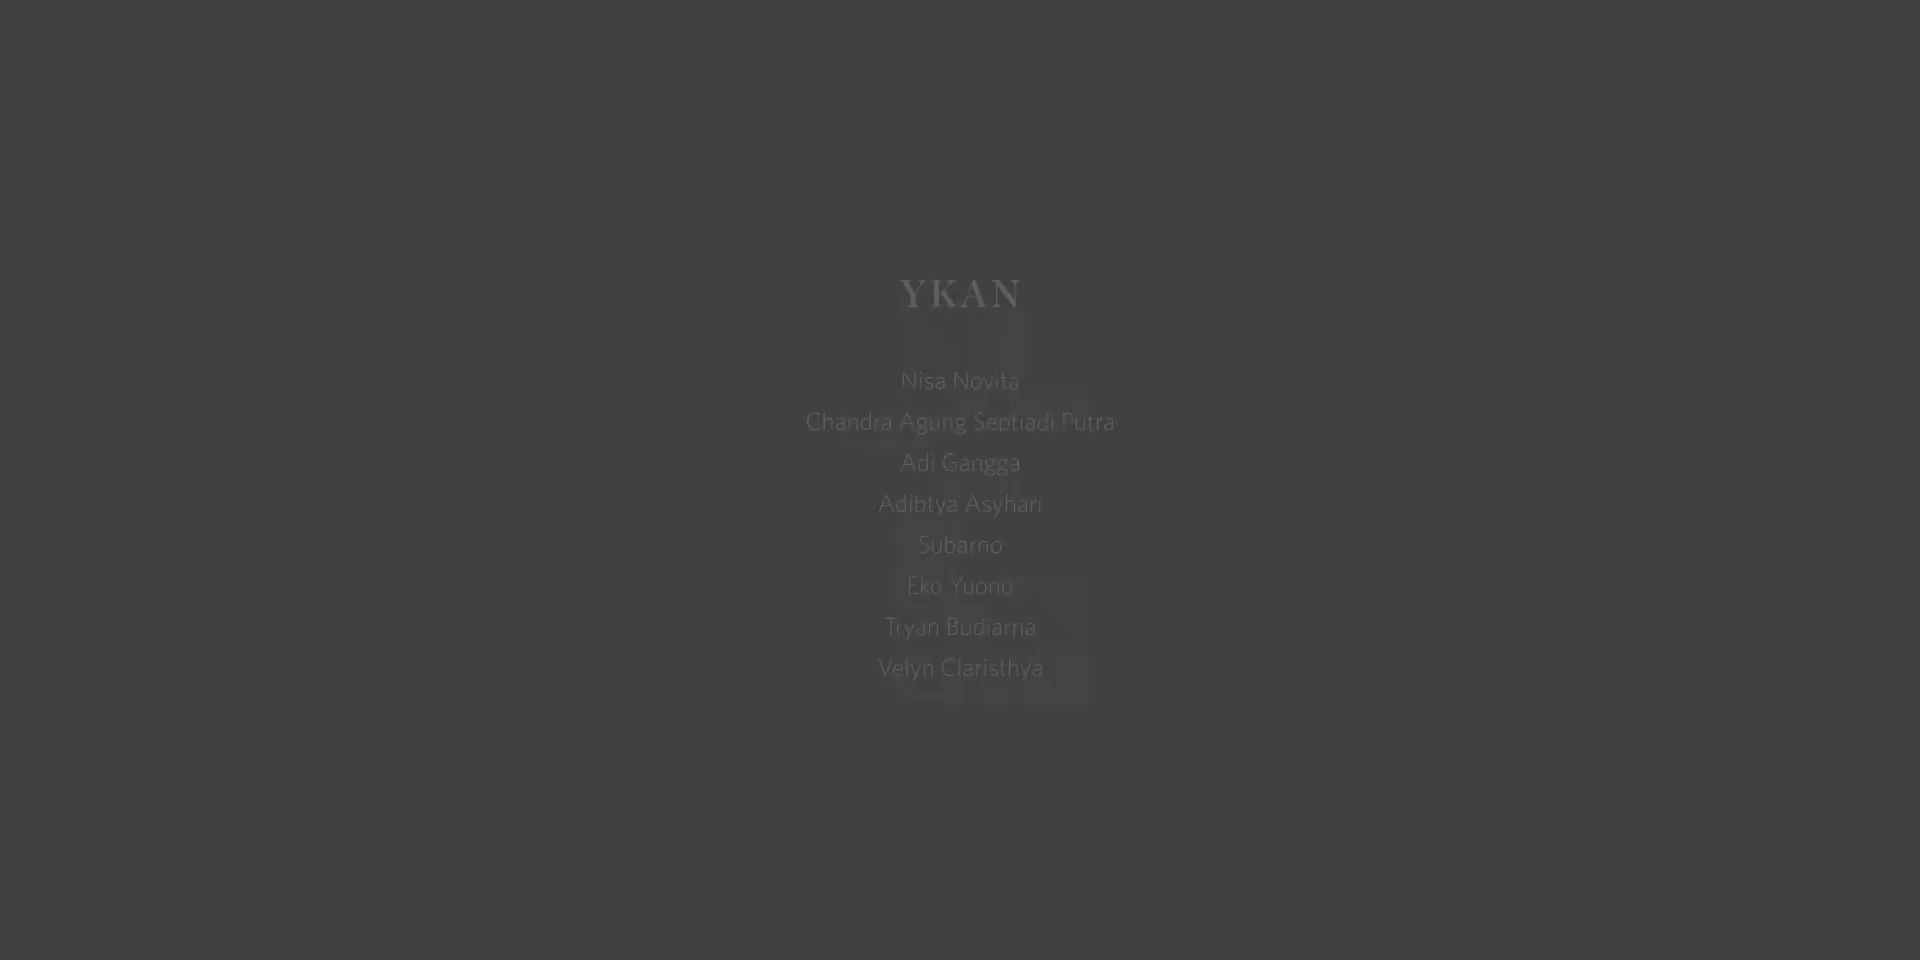 YKAN
Nisa Novita
Chandra Agung Septiadi Putra
Adi Gangga
Adibtya Asyhari
Subarno
Eko Yuono
Tryan Budiarna
Velyn Claristhya